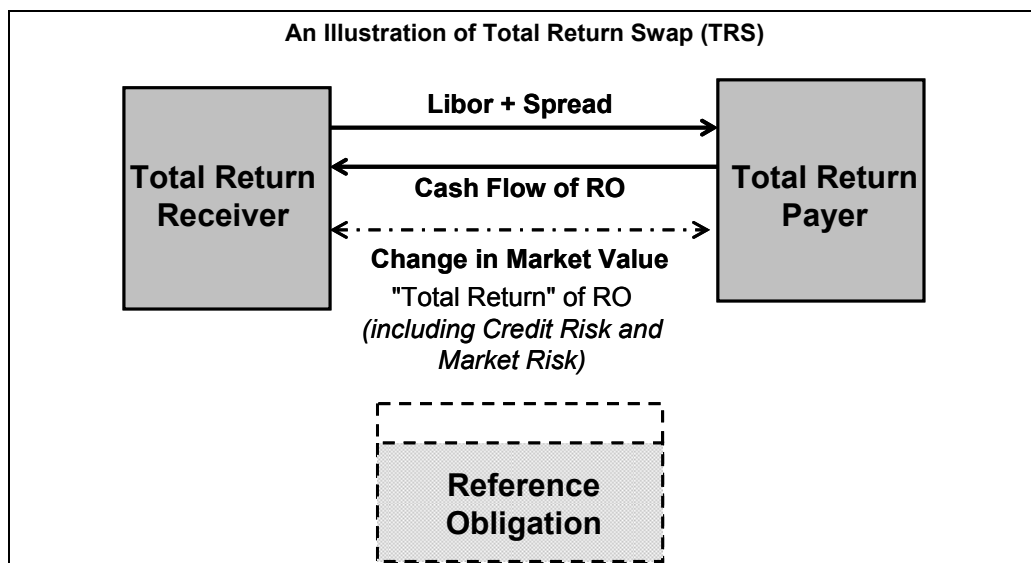 An Illustration of Total Return Swap (TRS)
Libor + Spread
Total Return
Receiver
Cash Flow of RO
Total Return
Payer
Change in Market Value
"Total Return" of RO
(including Credit Risk and
Market Risk)
Reference
Obligation